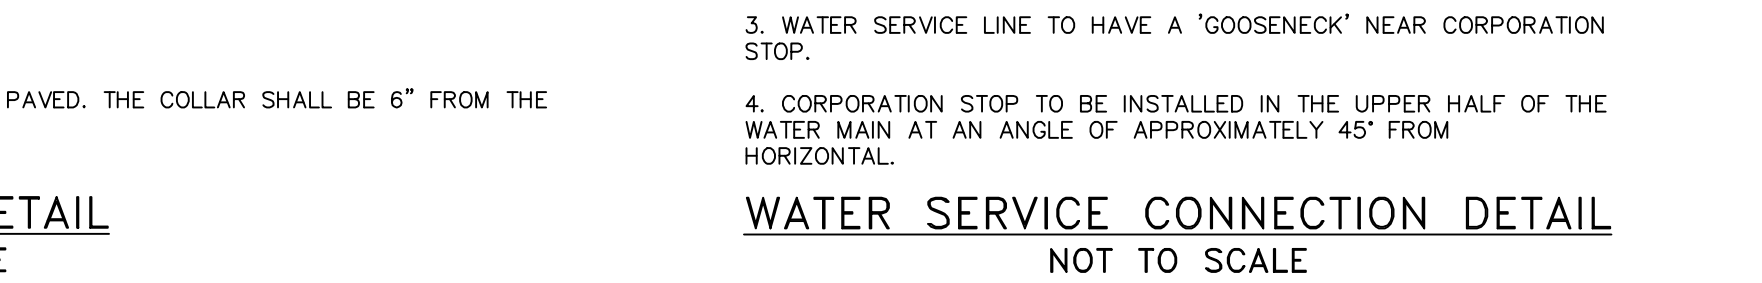 PAVED. THE COLLAR SHALL BE 6" FROM THE
ETAIL
E
3. WATER SERVICE LINE TO HAVE A 'GOOSENECK' NEAR CORPORATION
STOP.
4. CORPORATION STOP TO BE INSTALLED IN THE UPPER HALF OF THE
WATER MAIN AT AN ANGLE OF APPROXIMATELY 45° FROM
HORIZONTAL.
WATER SERVICE CONNECTION DETAIL
NOT TO SCALE